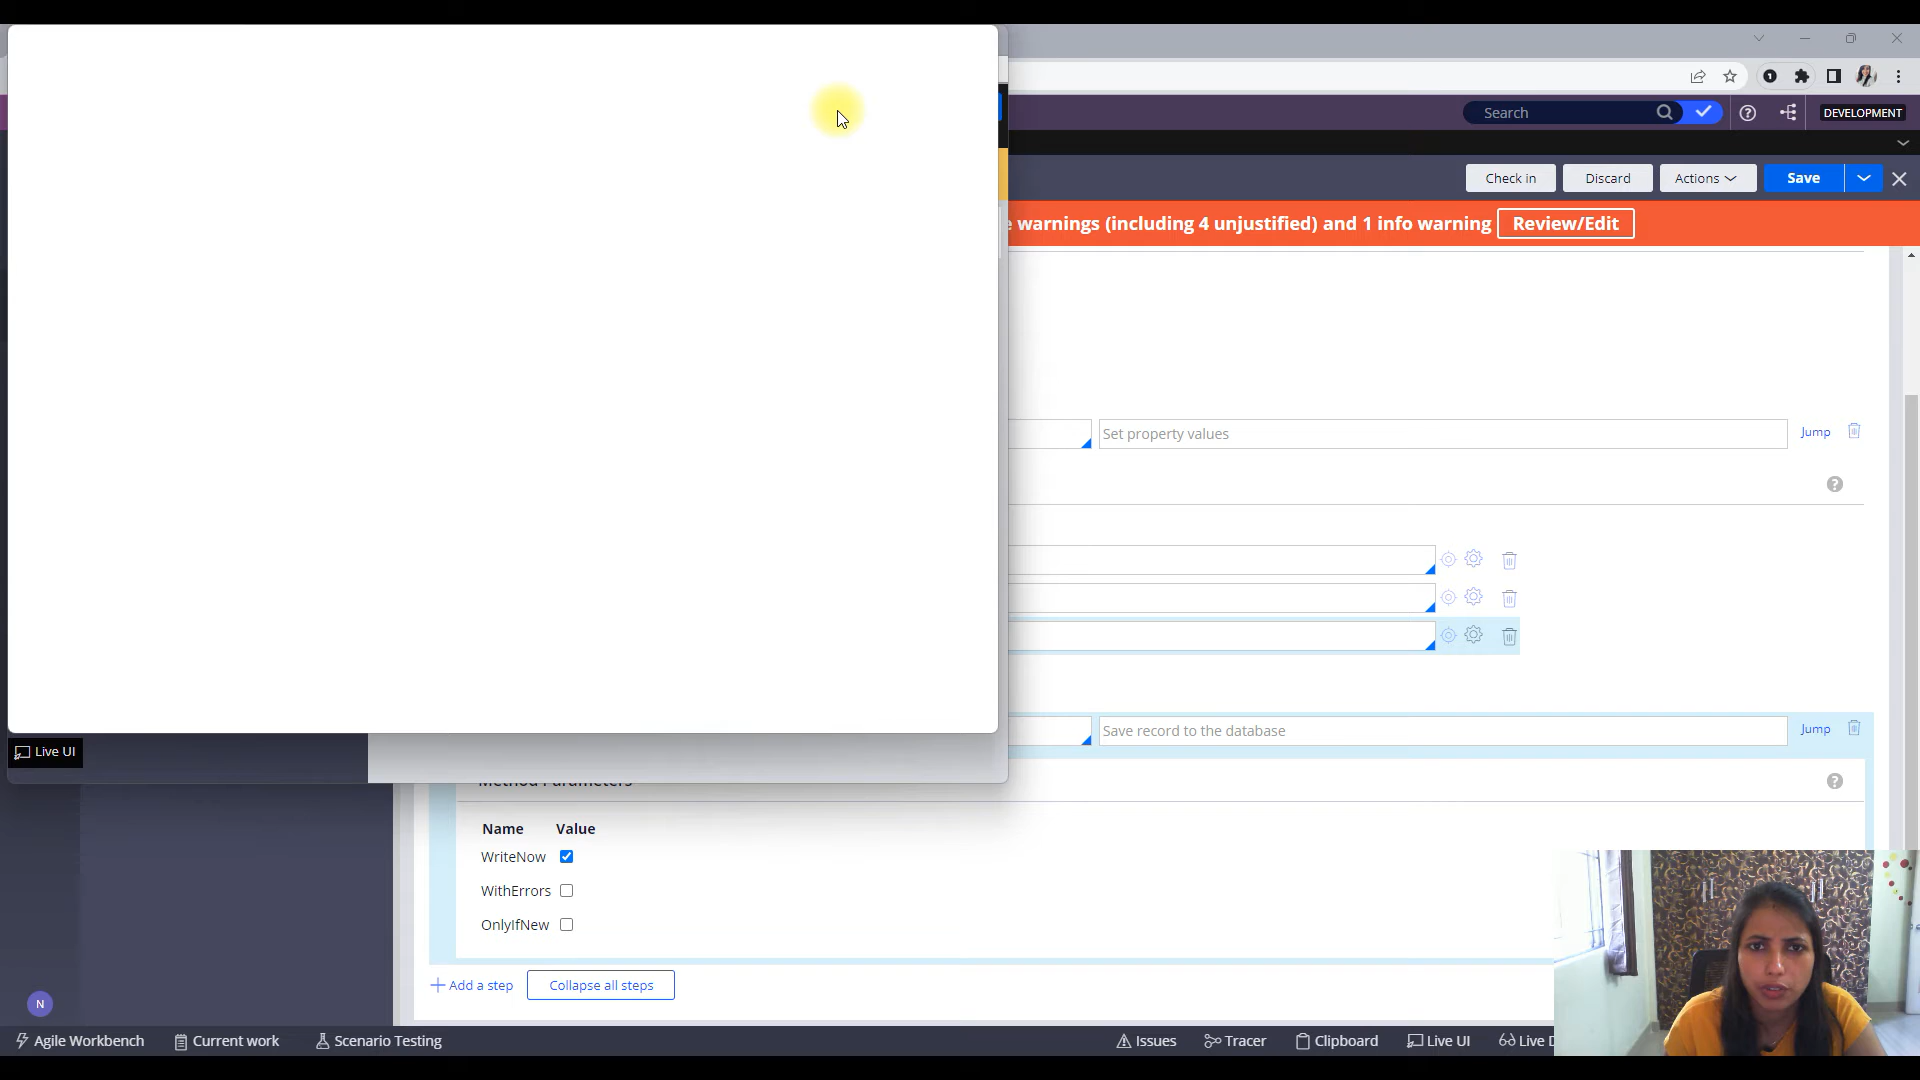 Search
DEVELOPMENT
Check in
Discard
Actions
Save
warnings (including 4 unjustified) and 1 info warning
Review/Edit
Set property values
Jump
Save record to the database
Jump
Live UI
Name
Value
WriteNow
WithErrors
OnlyIfNew
Add a step
Collapse all steps
N
Agile Workbench
Current work
Scenario Testing
Issues
Tracer
Clipboard
Live UI
Live